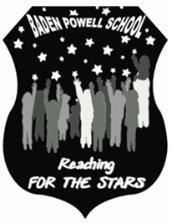 BADEN POWELL SCHOOL
Reaching
FOR THE STARS